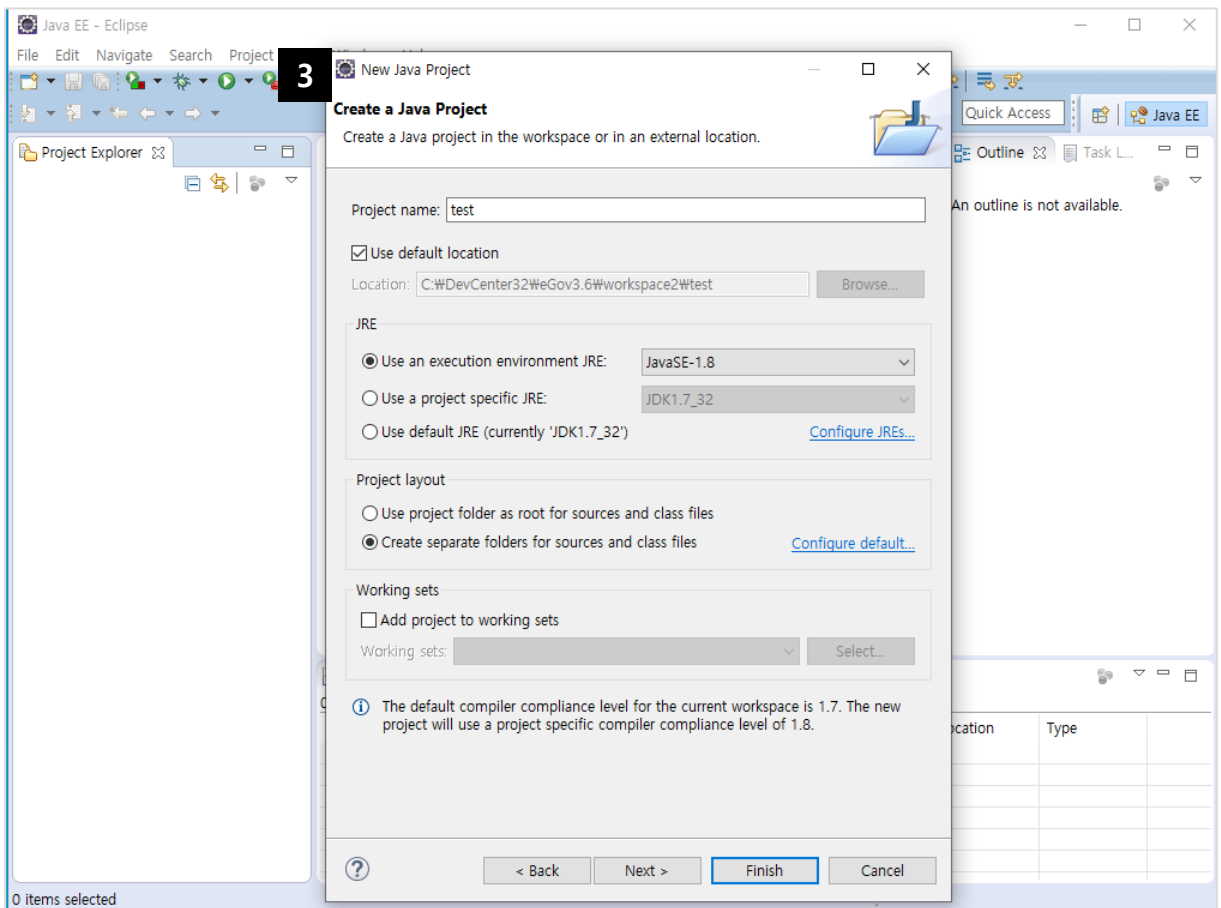 Java EE - Eclipse
File Edit Navigate Search Project
3
New Java Project
Create a Java Project
Create a Java project in the workspace or in an external location.
Quick Access
Java EE
Project Explorer
Outline
Task L...
An outline is not available.
Project name: test
Use default location
Location: C:₩DevCenter32₩eGov3.6₩workspace2₩test
Browse...
JRE
Use an execution environment JRE: JavaSE-1.8
Use a project specific JRE: JDK1.7_32
Use default JRE (currently 'JDK1.7_32') Configure JREs...
Project layout
Use project folder as root for sources and class files
Create separate folders for sources and class files Configure default...
Working sets
Add project to working sets
Working sets: Select...
The default compiler compliance level for the current workspace is 1.7. The new
project will use a project specific compiler compliance level of 1.8.
ocation Type
< Back Next > Finish Cancel
0 items selected